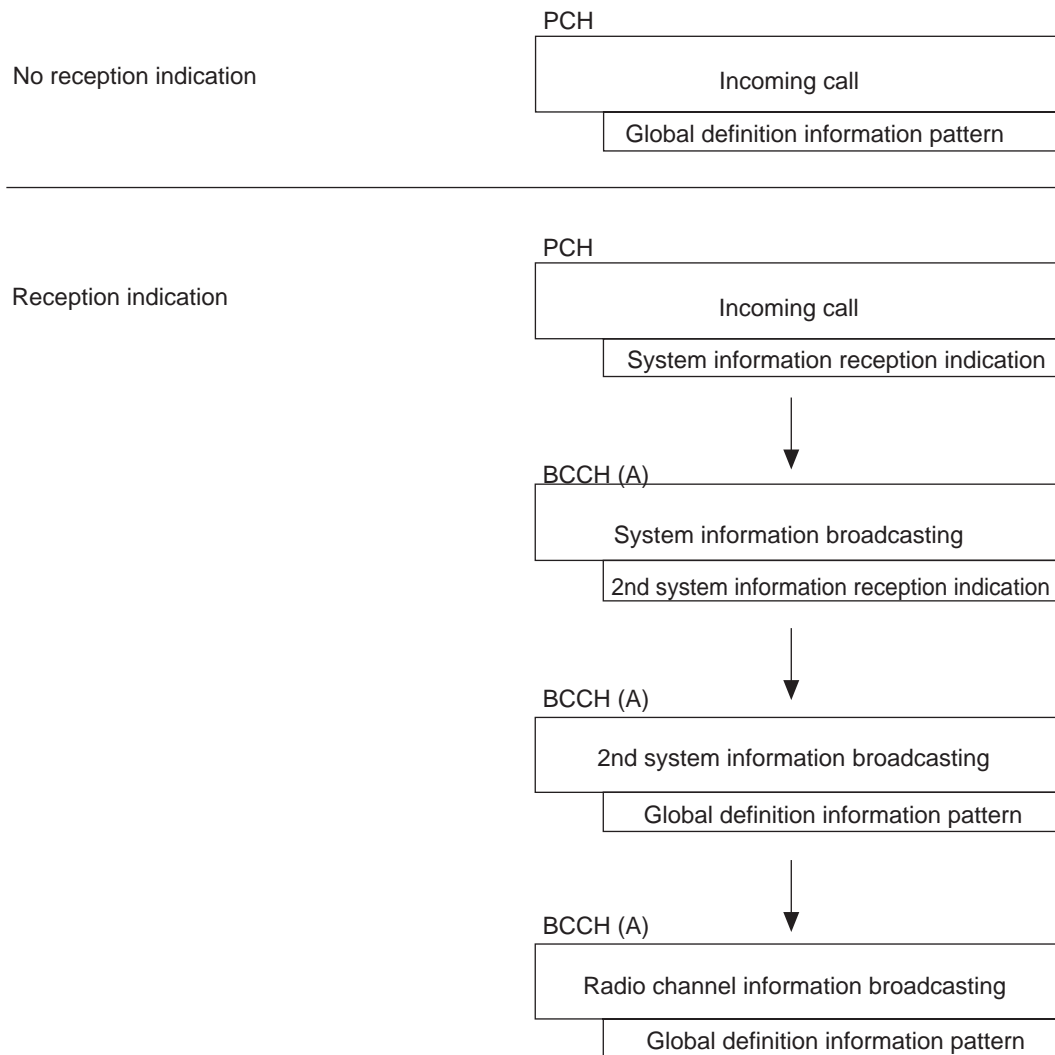 PCH
No reception indication
Incoming call
Global definition information pattern
PCH
Reception indication
Incoming call
System information reception indication
BCCH (A)
System information broadcasting
2nd system information reception indication
BCCH (A)
2nd system information broadcasting
Global definition information pattern
BCCH (A)
Radio channel information broadcasting
Global definition information pattern